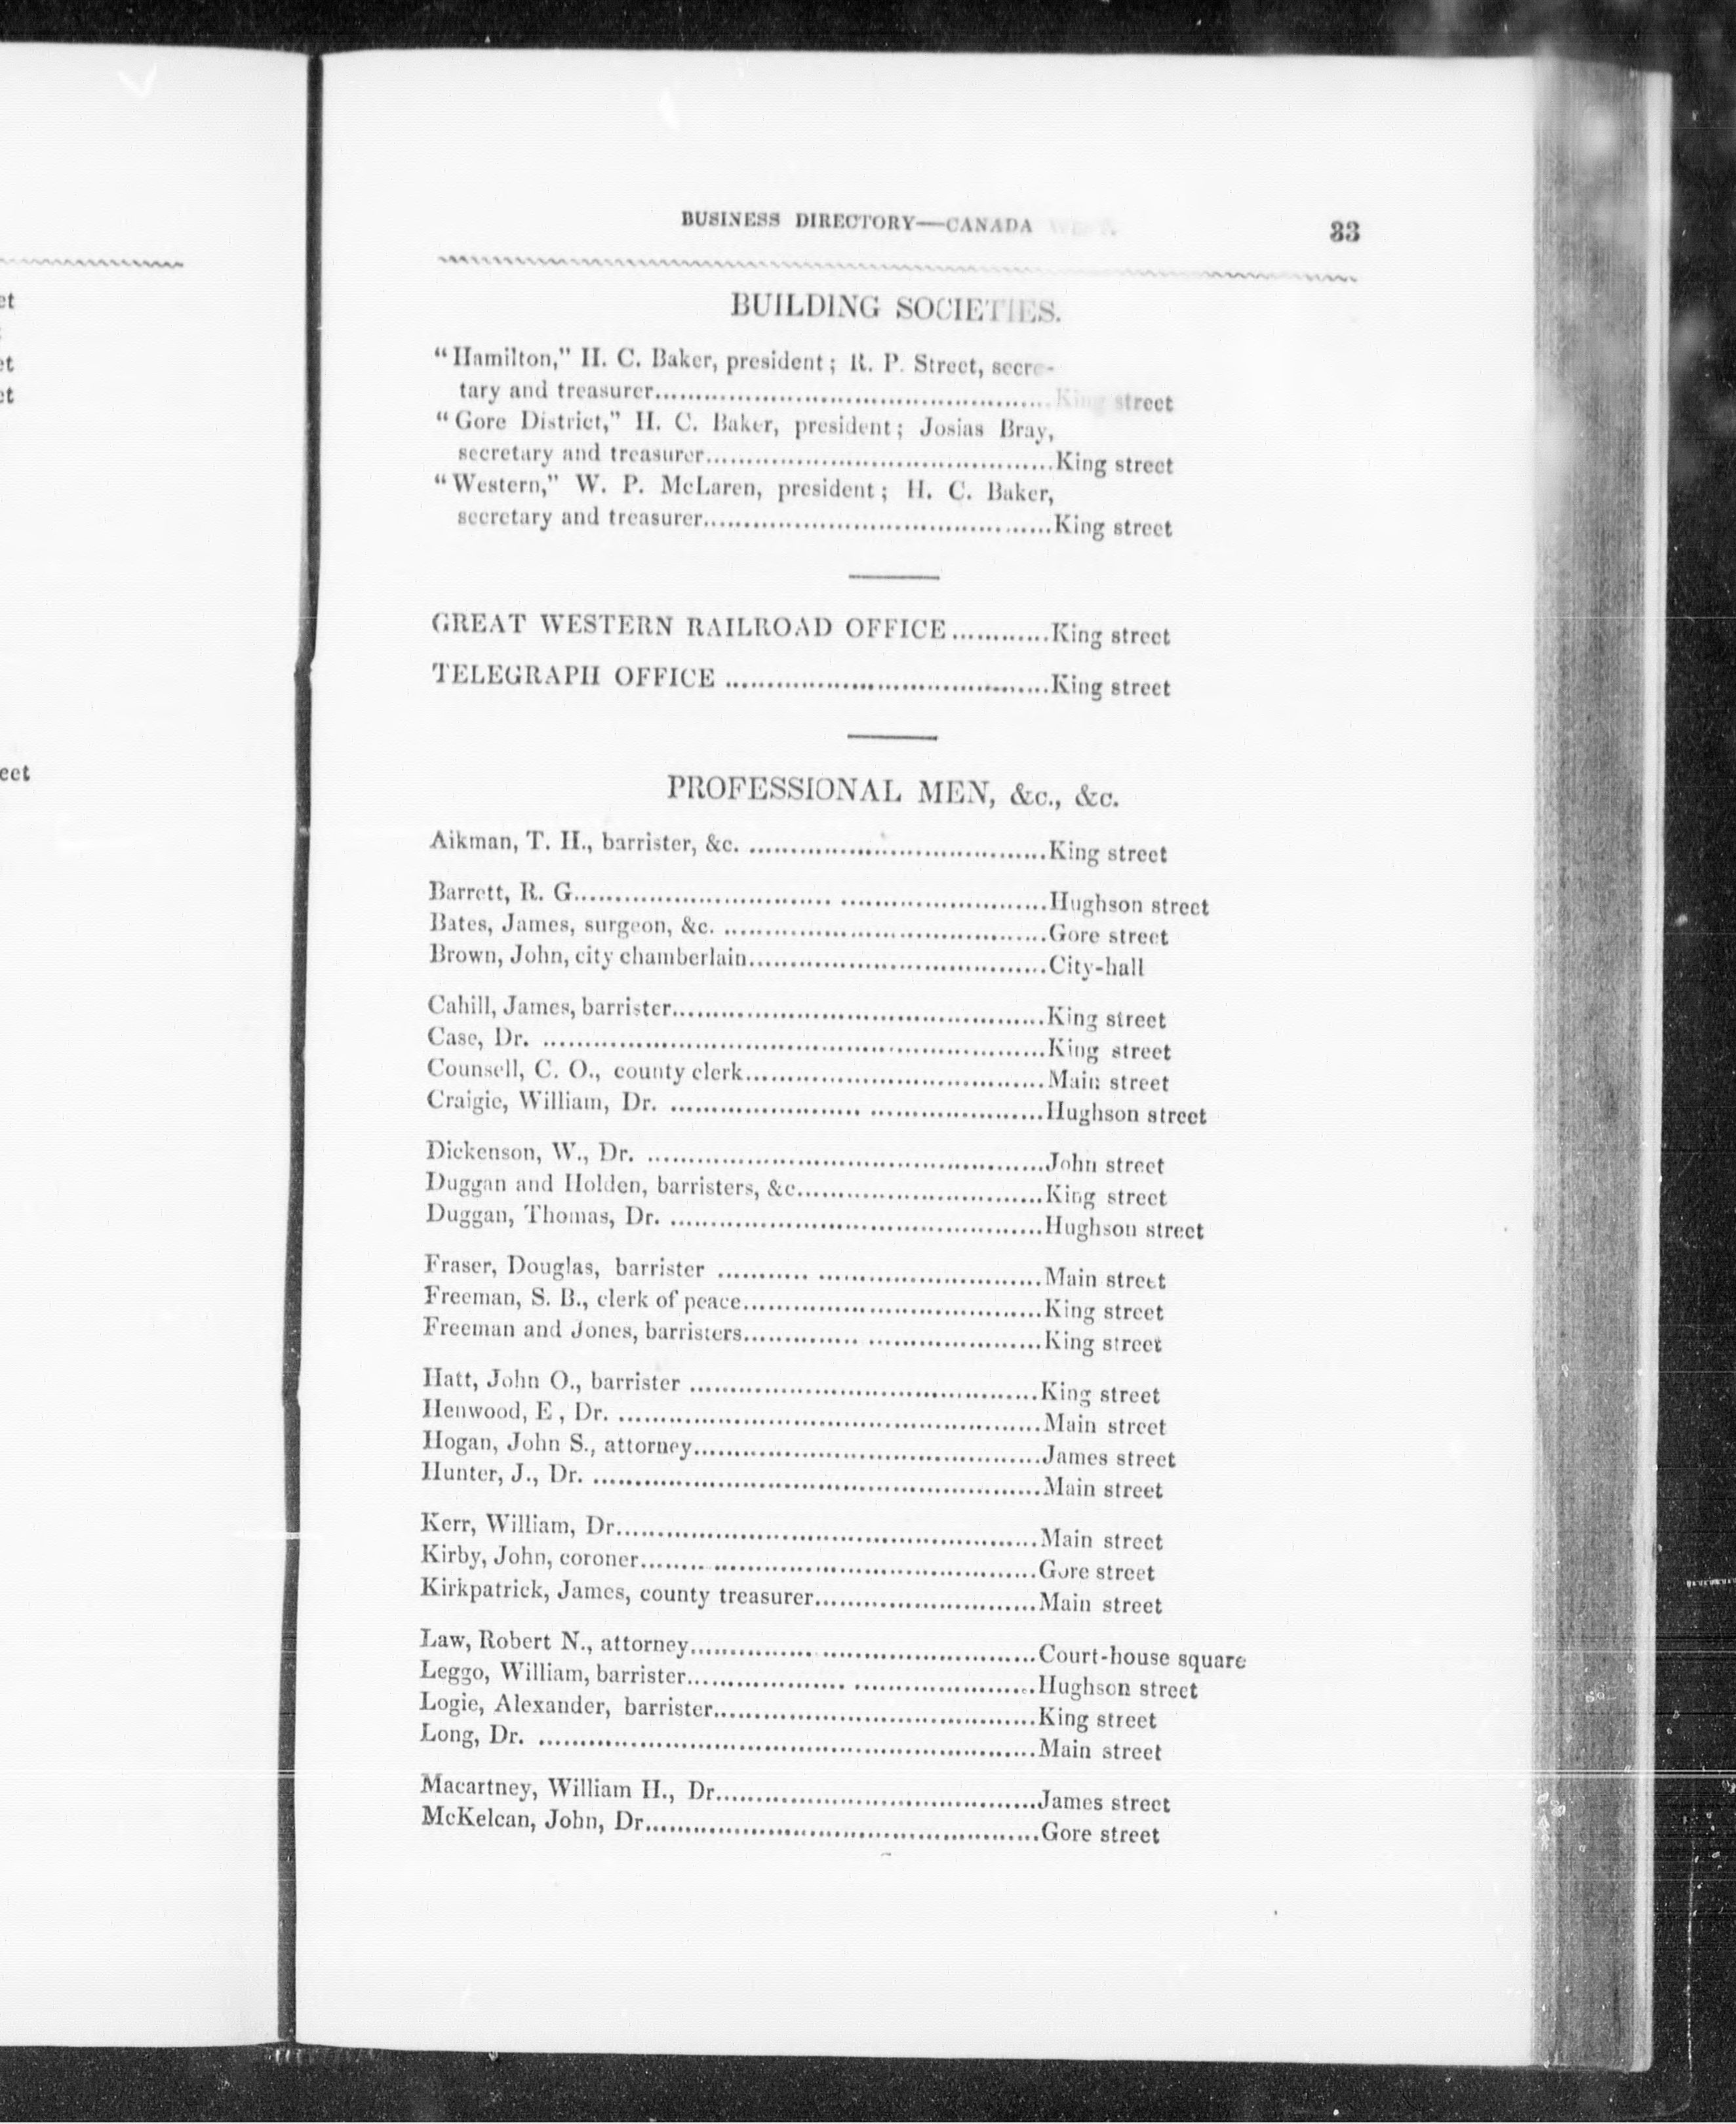 BUSINESS DIRECTORY—CANADA WEST.
33
BUILDING SOCIETIES.
“Hamilton,” H. C. Baker, president; R. P. Street, secre-
tary and treasurer..........King street
“Gore District,” H. C. Baker, president; Josias Bray,
secretary and treasurer..........King street
“Western,” W. P. McLaren, president; H. C. Baker,
secretary and treasurer..........King street
GREAT WESTERN RAILROAD OFFICE..........King street
TELEGRAPH OFFICE ..........King street
PROFESSIONAL MEN, &c., &c.
Aikman, T. H., barrister, &c. ..........King street
Barrett, R. G..........Hughson street
Bates, James, surgeon, &c. ..........Gore street
Brown, John, city chamberlain..........City-hall
Cahill, James, barrister..........King street
Case, Dr. ..........King street
Counsell, C. O., county clerk..........Main street
Craigie, William, Dr. ..........Hughson street
Dickenson, W., Dr. ..........John street
Duggan and Holden, barristers, &c..........King street
Duggan, Thomas, Dr. ..........Hughson street
Fraser, Douglas, barrister ..........Main street
Freeman, S. B., clerk of peace..........King street
Freeman and Jones, barristers..........King street
Hatt, John O., barrister ..........King street
Henwood, E , Dr. ..........Main street
Hogan, John S., attorney..........James street
Hunter, J., Dr. ..........Main street
Kerr, William, Dr..........Main street
Kirby, John, coroner..........Gore street
Kirkpatrick, James, county treasurer..........Main street
Law, Robert N., attorney..........Court-house square
Leggo, William, barrister..........Hughson street
Logie, Alexander, barrister..........King street
Long, Dr. ..........Main street
Macartney, William H., Dr..........James street
McKelcan, John, Dr..........Gore street